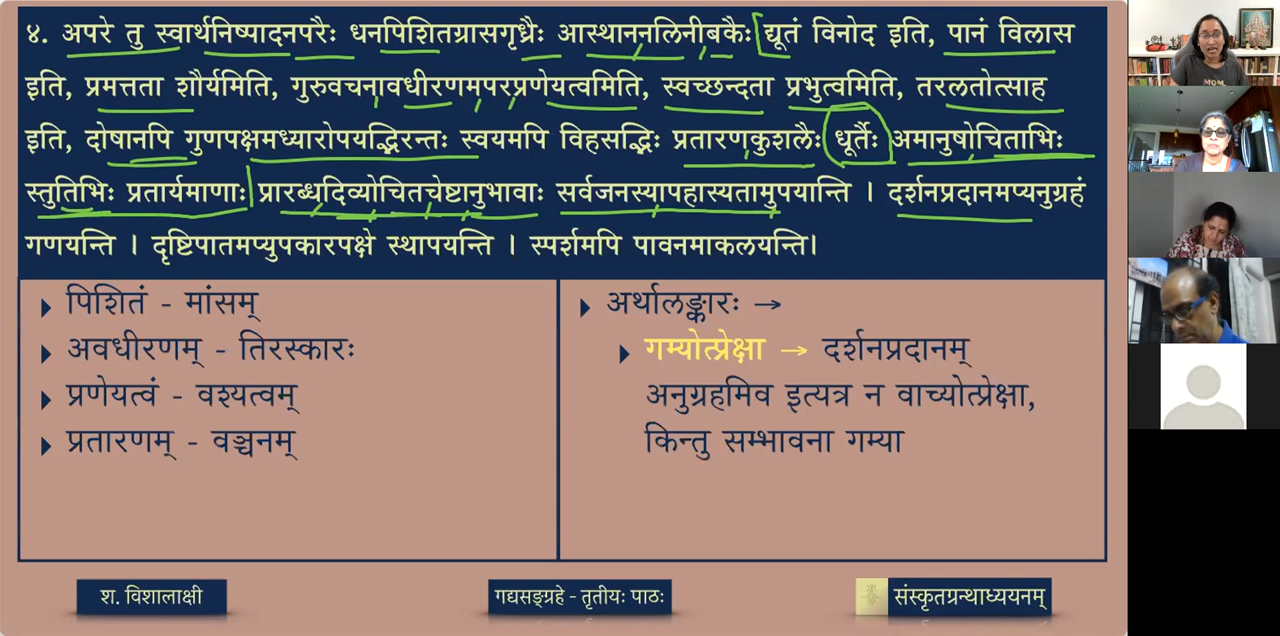 ४. अपरे तु स्वार्थनिष्पादनपरैः धनपिशितग्रासगृध्रैः आस्थाननलिनीबकैः द्यूतं विनोद इति, पानं विलास
इति, प्रमत्तता शौर्यमिति, गुरुवचनावधीरणमपरप्रणेयत्वमिति, स्वच्छन्दता प्रभुत्वमिति, तरलतोत्साह
इति, दोषानपि गुणपक्षमध्यारोपयद्भिरन्तः स्वयमपि विहसद्भिः प्रतारणकुशलैः धूर्तैः अमानुषोचिताभिः
स्तुतिभिः प्रतार्यमाणाः प्रारब्धदिव्योचितचेष्टानुभावाः सर्वजनस्यापहास्यतामुपयान्ति । दर्शनप्रदानमप्यनुग्रहं
गणयन्ति । दृष्टिपातमप्युपकारपक्षे स्थापयन्ति । स्पर्शमपि पावनमाकलयन्ति।
पिशितं - मांसम्
अवधीरणम् - तिरस्कारः
प्रणेयत्वं - वश्यत्वम्
प्रतारणम् - वञ्चनम्
अर्थालङ्कारः →
गम्योत्प्रेक्षा → दर्शनप्रदानम्
अनुग्रहमिव इत्यत्र न वाच्योत्प्रेक्षा,
किन्तु सम्भावना गम्या
श. विशालाक्षी
गद्यसङ्ग्रहे - तृतीयः पाठः
संस्कृतग्रन्थाध्ययनम्
MOM